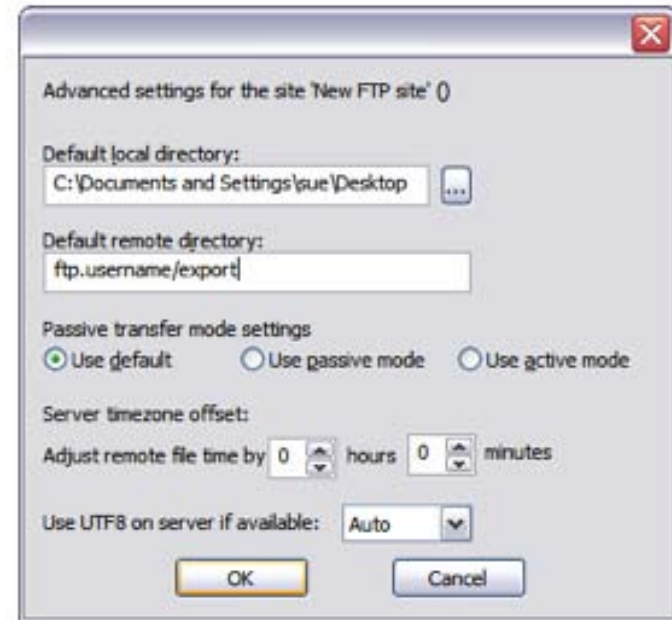 Advanced settings for the site 'New FTP site' ()
Default local directory:
C:\Documents and Settings\sue\Desktop ...
Default remote directory:
ftp.username/export
Passive transfer mode settings
Use default Use passive mode Use active mode
Server timezone offset:
Adjust remote file time by 0 hours 0 minutes
Use UTF8 on server if available: Auto
OK Cancel